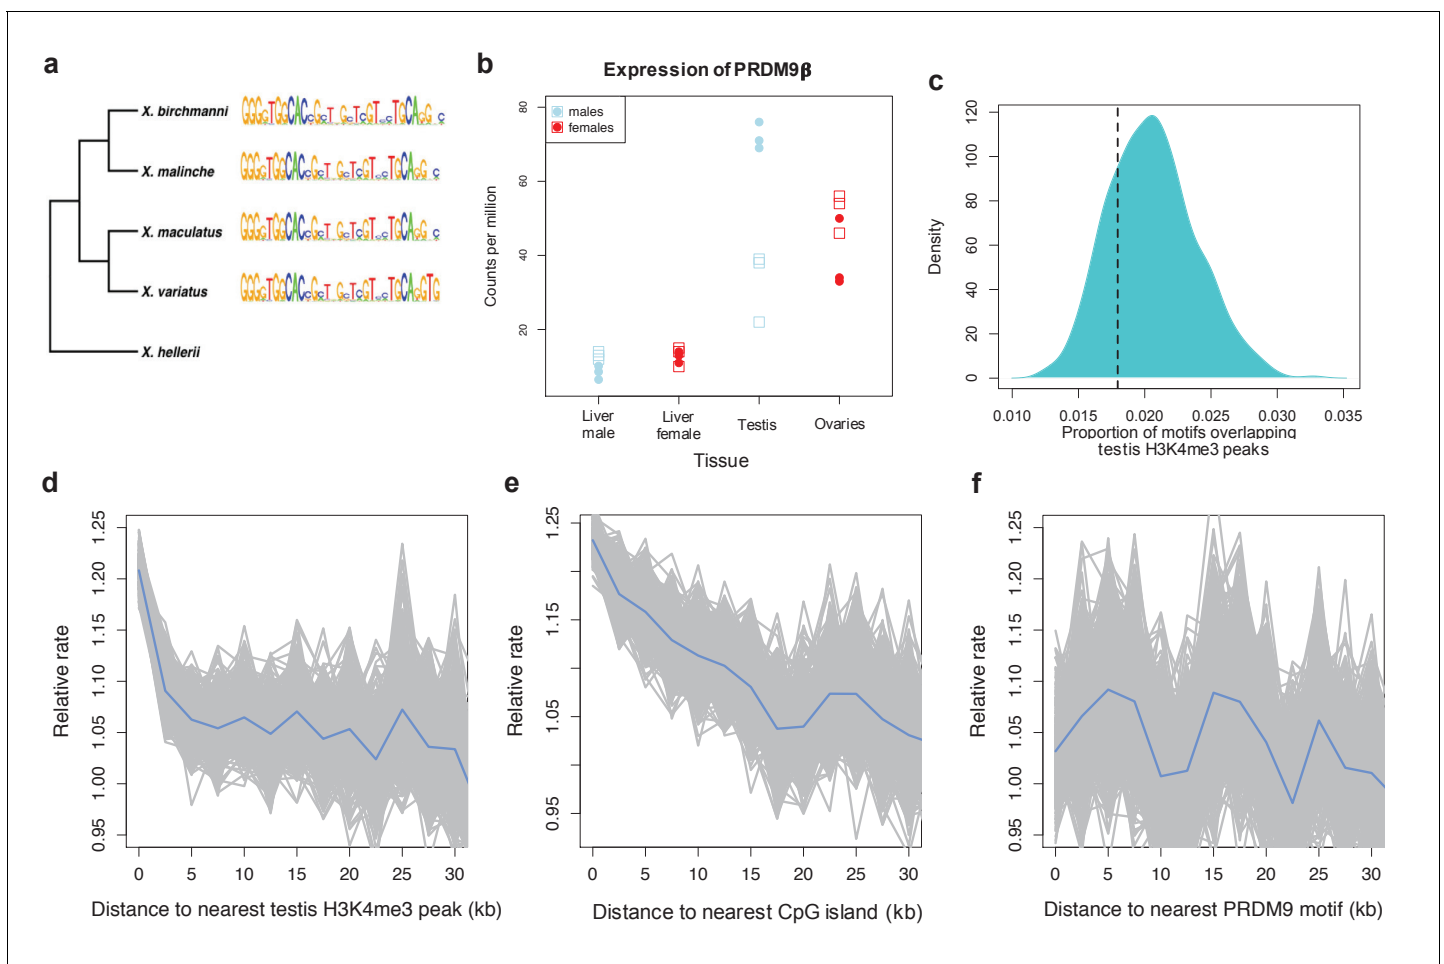 a
X. birchmanni
X. malinche
X. maculatus
X. variatus
X. hellerii
b
Expression of PRDM9β
males
females
Counts per million
80
60
40
20
Liver male
Liver female
Testis
Ovaries
Tissue
c
Density
120
100
80
60
40
20
0
0.010 0.015 0.020 0.025 0.030 0.035
Proportion of motifs overlapping
testis H3K4me3 peaks
d
Relative rate
1.25
1.20
1.15
1.10
1.05
1.00
0.95
0 5 10 15 20 25 30
Distance to nearest testis H3K4me3 peak (kb)
e
Relative rate
1.25
1.15
1.05
0.95
0 5 10 15 20 25 30
Distance to nearest CpG island (kb)
f
Relative rate
1.25
1.20
1.15
1.10
1.05
1.00
0.95
0 5 10 15 20 25 30
Distance to nearest PRDM9 motif (kb)